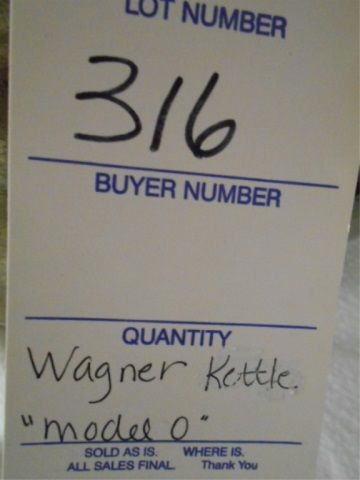 LOT NUMBER
316
BUYER NUMBER
QUANTITY
Wagner Kettle.
"model O"
SOLD AS IS. WHERE IS.
ALL SALES FINAL. Thank You